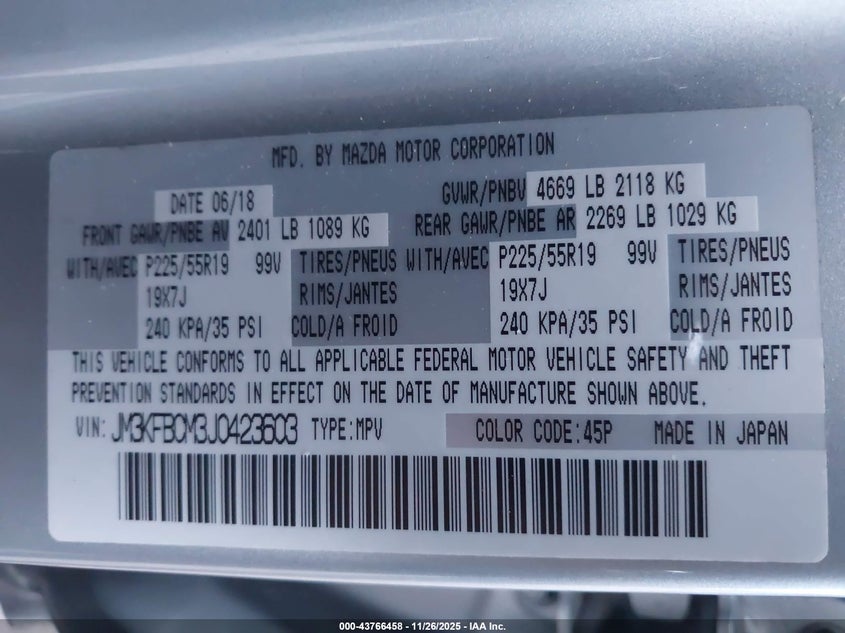 MFD. BY MAZDA MOTOR CORPORATION
DATE 06/18 GVWR/PNBV 4669 LB 2118 KG
FRONT GAWR/PNBE AV 2401 LB 1089 KG REAR GAWR/PNBE AR 2269 LB 1029 KG
WITH/AVEC P225/55R19 99V TIRES/PNEUS WITH/AVEC P225/55R19 99V TIRES/PNEUS
19X7J RIMS/JANTES 19X7J RIMS/JANTES
240 KPA/35 PSI COLD/A FROID 240 KPA/35 PSI COLD/A FROID
THIS VEHICLE CONFORMS TO ALL APPLICABLE FEDERAL MOTOR VEHICLE SAFETY AND THEFT
PREVENTION STANDARDS IN EFFECT ON THE DATE OF MANUFACTURE SHOWN ABOVE.
VIN: JM3KFBCM3J0423603 TYPE:MPV COLOR CODE:45P MADE IN JAPAN
000-43766458 - 11/26/2025 - IAA Inc.